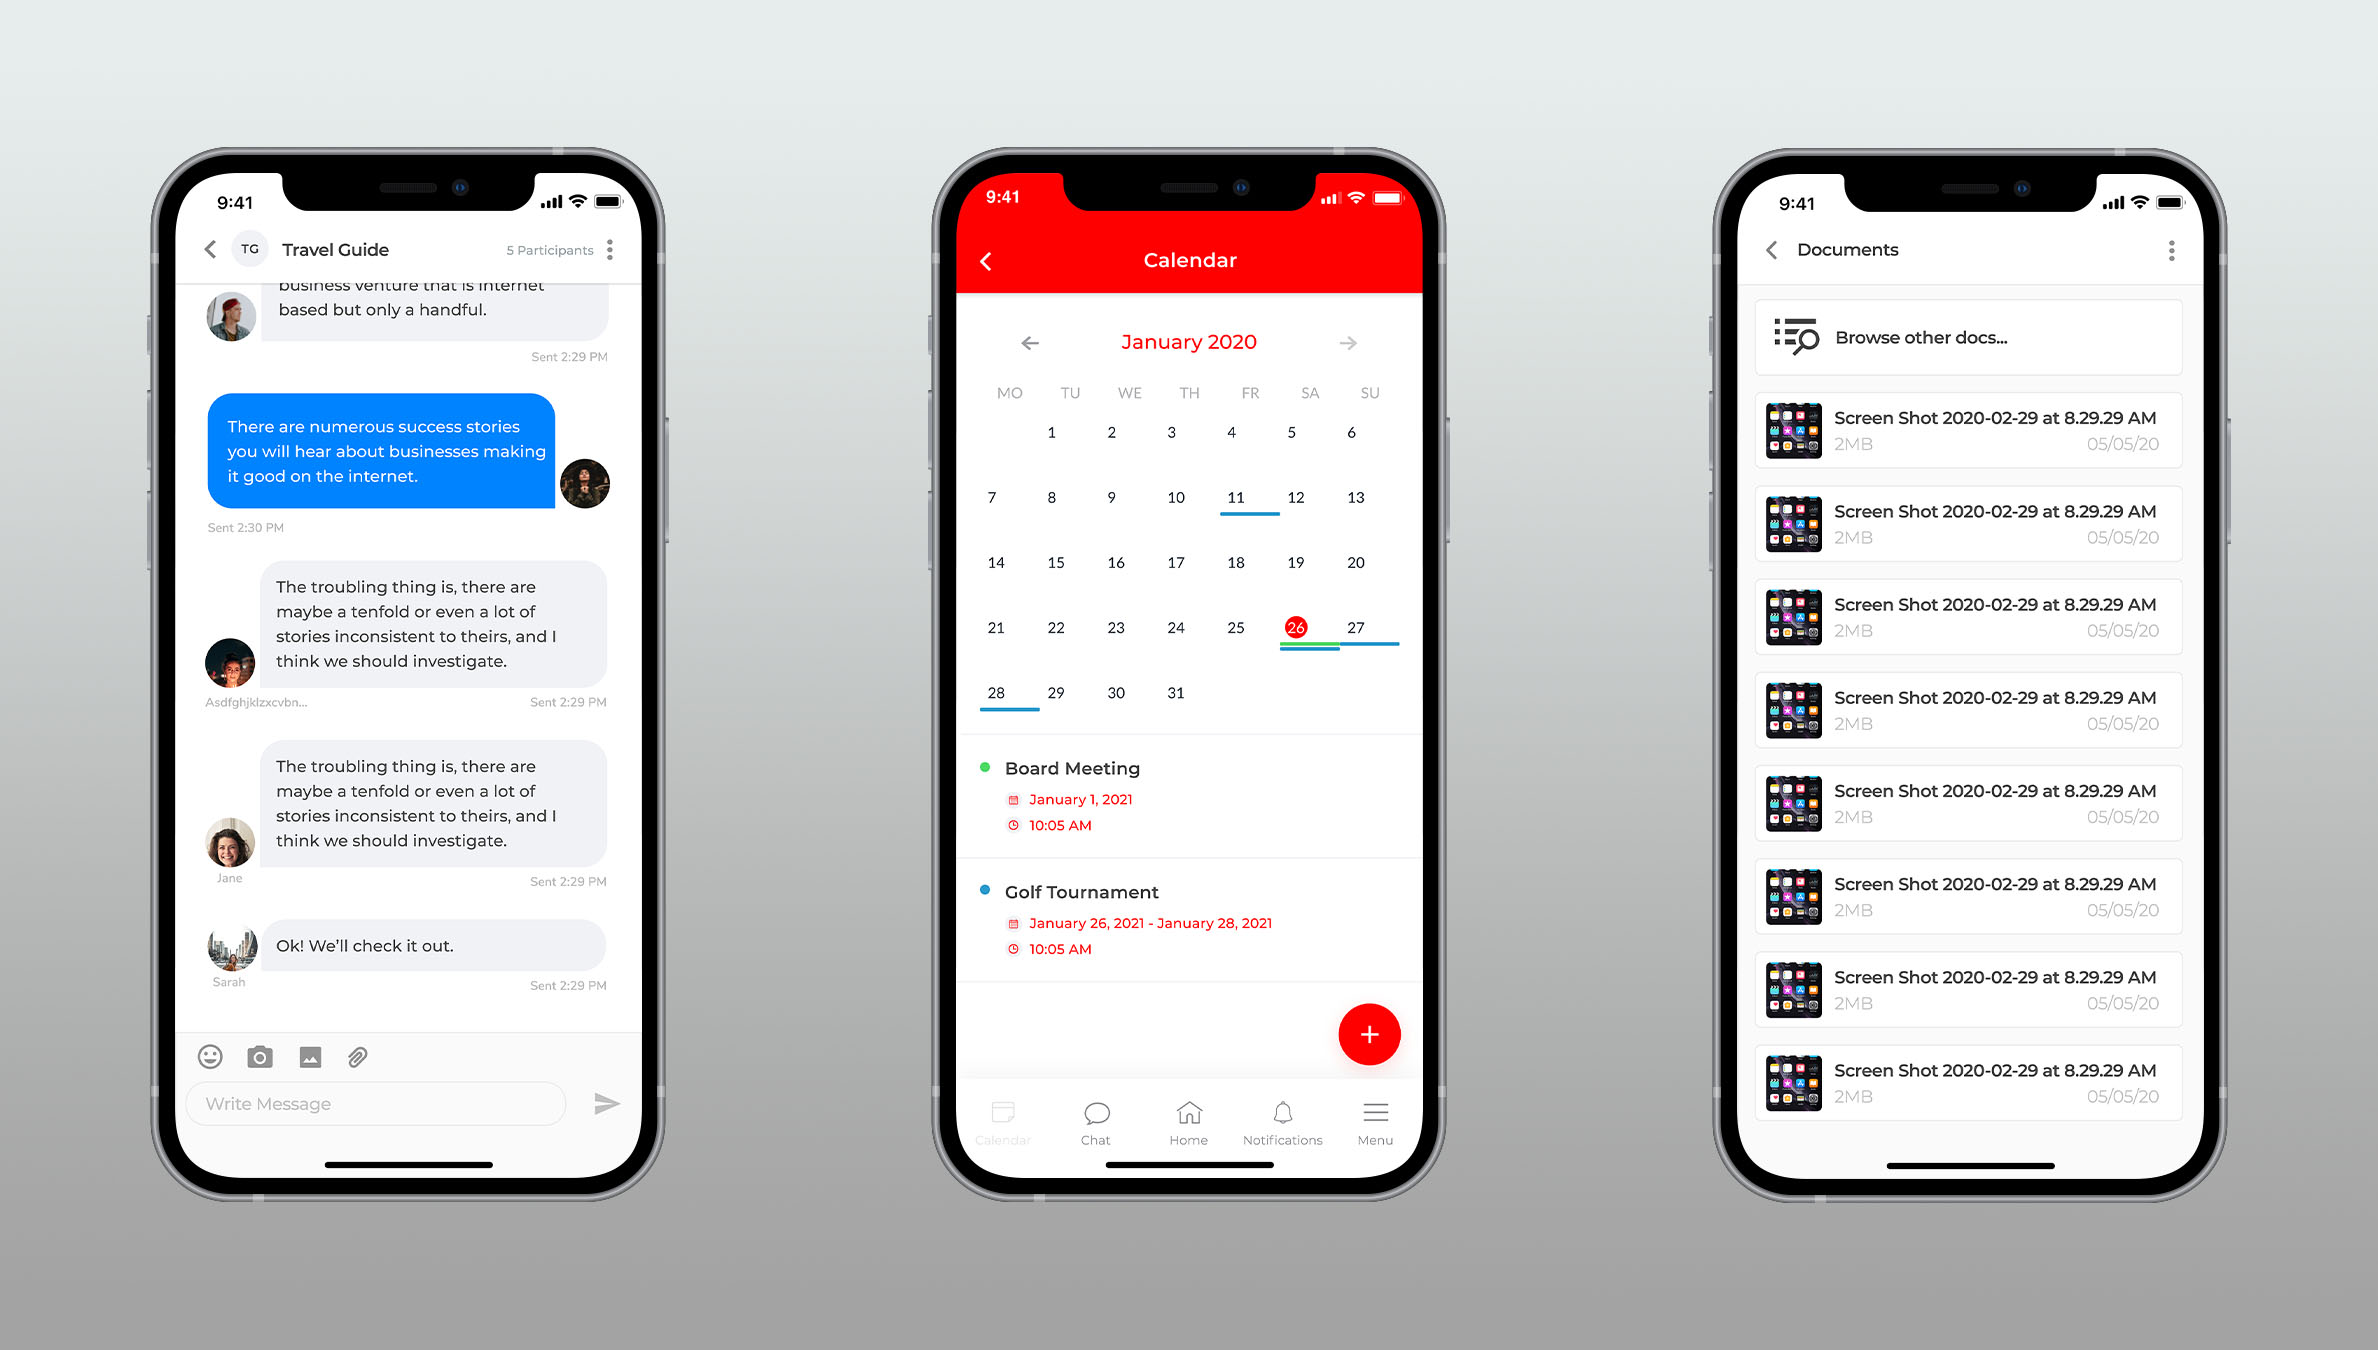 9:41
TG Travel Guide 5 Participants
business venture that is internet
based but only a handful.
Sent 2:29 PM
There are numerous success stories
you will hear about businesses making
it good on the internet.
Sent 2:30 PM
The troubling thing is, there are
maybe a tenfold or even a lot of
stories inconsistent to theirs, and I
think we should investigate.
Asdfghjklzxcvbn... Sent 2:29 PM
The troubling thing is, there are
maybe a tenfold or even a lot of
stories inconsistent to theirs, and I
think we should investigate.
Jane Sent 2:29 PM
Ok! We'll check it out.
Sarah Sent 2:29 PM
Write Message
9:41
Calendar
January 2020
MO TU WE TH FR SA SU
1 2 3 4 5 6
7 8 9 10 11 12 13
14 15 16 17 18 19 20
21 22 23 24 25 26 27
28 29 30 31
Board Meeting
January 1, 2021
10:05 AM
Golf Tournament
January 26, 2021 - January 28, 2021
10:05 AM
+
Calendar Chat Home Notifications Menu
9:41
Documents
Browse other docs...
Screen Shot 2020-02-29 at 8.29.29 AM
2MB 05/05/20
Screen Shot 2020-02-29 at 8.29.29 AM
2MB 05/05/20
Screen Shot 2020-02-29 at 8.29.29 AM
2MB 05/05/20
Screen Shot 2020-02-29 at 8.29.29 AM
2MB 05/05/20
Screen Shot 2020-02-29 at 8.29.29 AM
2MB 05/05/20
Screen Shot 2020-02-29 at 8.29.29 AM
2MB 05/05/20
Screen Shot 2020-02-29 at 8.29.29 AM
2MB 05/05/20
Screen Shot 2020-02-29 at 8.29.29 AM
2MB 05/05/20